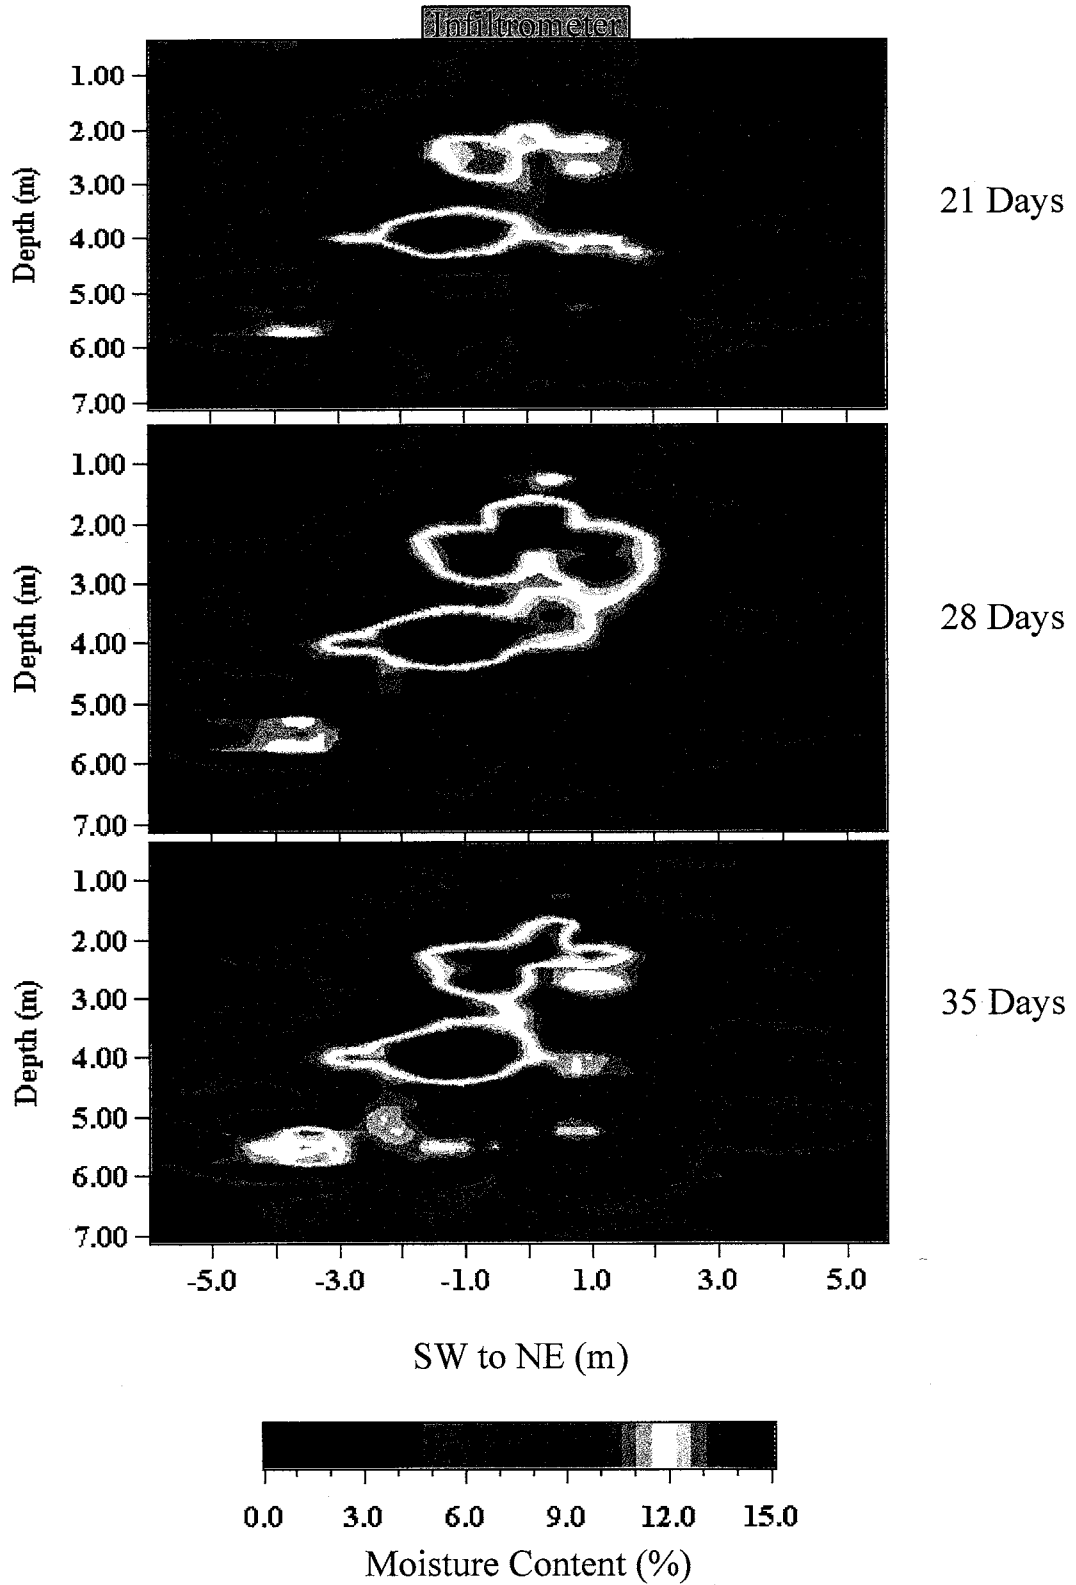 Infiltrometer
1.00
2.00
3.00
4.00
5.00
6.00
7.00
Depth (m)
21 Days
1.00
2.00
3.00
4.00
5.00
6.00
7.00
Depth (m)
28 Days
1.00
2.00
3.00
4.00
5.00
6.00
7.00
Depth (m)
35 Days
-5.0 -3.0 -1.0 1.0 3.0 5.0
SW to NE (m)
0.0 3.0 6.0 9.0 12.0 15.0
Moisture Content (%)